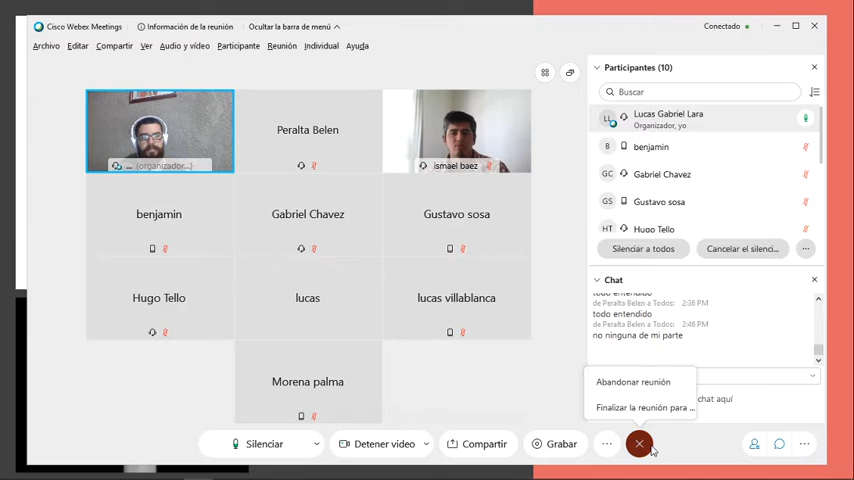 Cisco Webex Meetings
Información de la reunión
Ocultar la barra de menú
Conectado
Archivo Editar Compartir Ver Audio y vídeo Participante Reunión Individual Ayuda
... (organizador...)
Peralta Belen
ismael baez
benjamin
Gabriel Chavez
Gustavo sosa
Hugo Tello
lucas
lucas villablanca
Morena palma
Participantes (10)
Buscar
LL
Lucas Gabriel Lara
Organizador, yo
B benjamin
GC Gabriel Chavez
GS Gustavo sosa
HT Hugo Tello
Silenciar a todos
Cancelar el silenci...
...
Chat
todo entendido
de Peralta Belen a Todos: 2:36 PM
todo entendido
de Peralta Belen a Todos: 2:46 PM
no ninguna de mi parte
Abandonar reunión
Finalizar la reunión para ...
chat aquí
Silenciar
Detener video
Compartir
Grabar